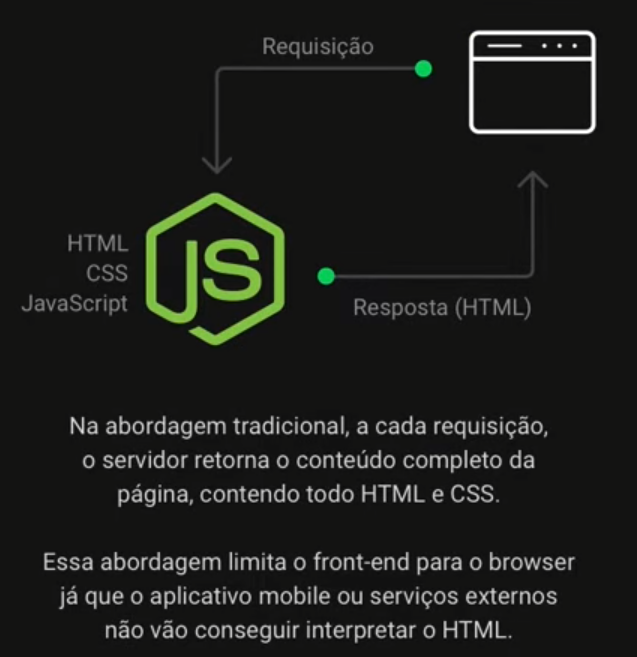 Requisição
HTML
CSS
JavaScript
JS
Resposta (HTML)
Na abordagem tradicional, a cada requisição,
o servidor retorna o conteúdo completo da
página, contendo todo HTML e CSS.
Essa abordagem limita o front-end para o browser
já que o aplicativo mobile ou serviços externos
não vão conseguir interpretar o HTML.